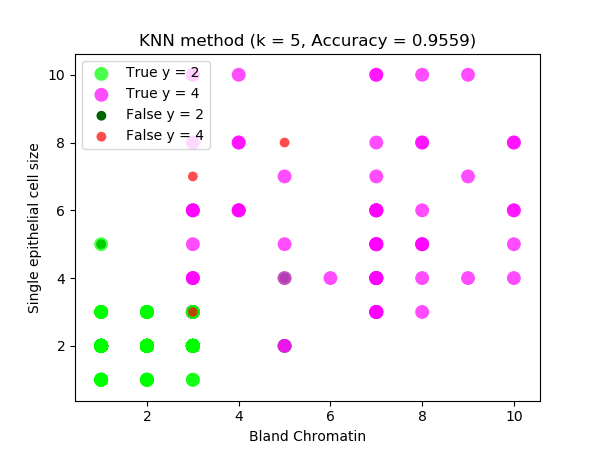 KNN method (k = 5, Accuracy = 0.9559)
True y = 2
True y = 4
False y = 2
False y = 4
Single epithelial cell size
10
8
6
4
2
2 4 6 8 10
Bland Chromatin